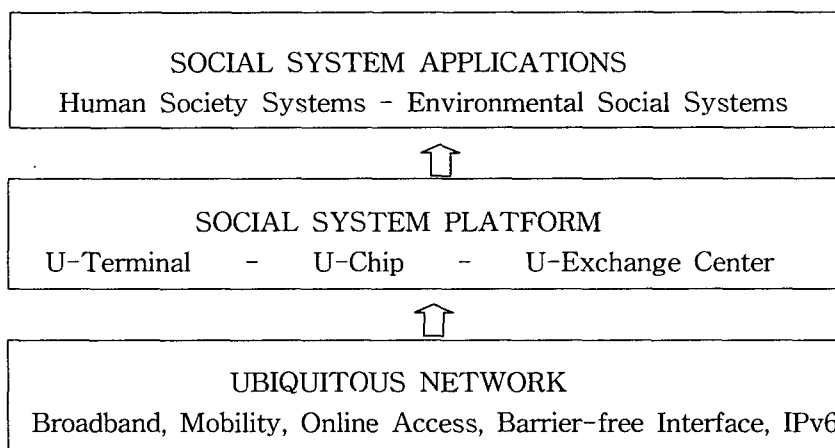 SOCIAL SYSTEM APPLICATIONS
Human Society Systems - Environmental Social Systems
SOCIAL SYSTEM PLATFORM
U-Terminal - U-Chip - U-Exchange Center
UBIQUITOUS NETWORK
Broadband, Mobility, Online Access, Barrier-free Interface, IPv6